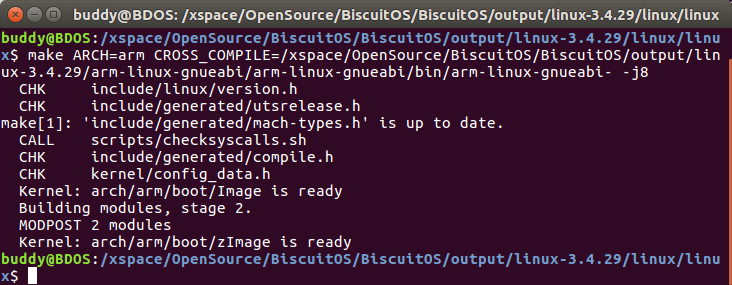 buddy@BDOS: /xspace/OpenSource/BiscuitOS/BiscuitOS/output/linux-3.4.29/linux/linux
buddy@BDOS:/xspace/OpenSource/BiscuitOS/BiscuitOS/output/linux-3.4.29/linux/linu
x$ make ARCH=arm CROSS_COMPILE=/xspace/OpenSource/BiscuitOS/BiscuitOS/output/lin
ux-3.4.29/arm-linux-gnueabi/arm-linux-gnueabi/bin/arm-linux-gnueabi- -j8
  CHK     include/linux/version.h
  CHK     include/generated/utsrelease.h
make[1]: 'include/generated/mach-types.h' is up to date.
  CALL    scripts/checksyscalls.sh
  CHK     include/generated/compile.h
  CHK     kernel/config_data.h
  Kernel: arch/arm/boot/Image is ready
  Building modules, stage 2.
  MODPOST 2 modules
  Kernel: arch/arm/boot/zImage is ready
buddy@BDOS:/xspace/OpenSource/BiscuitOS/BiscuitOS/output/linux-3.4.29/linux/linu
x$